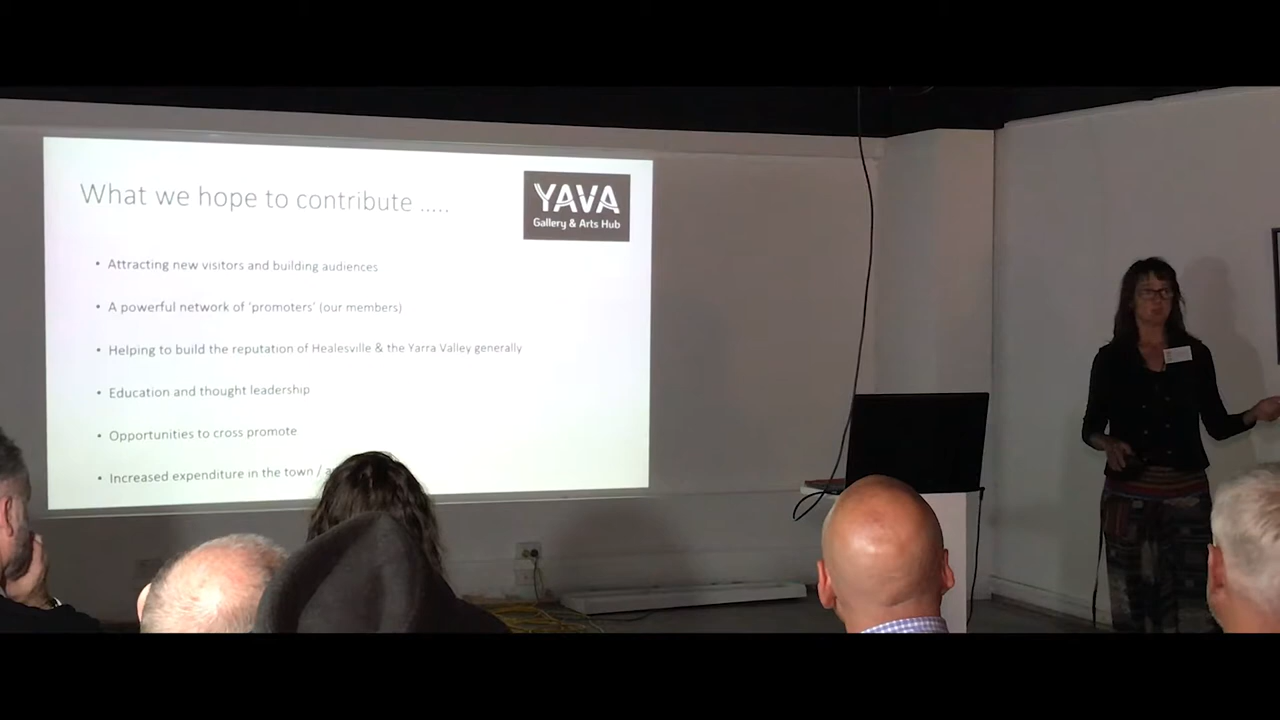 What we hope to contribute .....
YAVA
Gallery & Arts Hub
• Attracting new visitors and building audiences
• A powerful network of 'promoters' (our members)
• Helping to build the reputation of Healesville & the Yarra Valley generally
• Education and thought leadership
• Opportunities to cross promote
• Increased expenditure in the town /